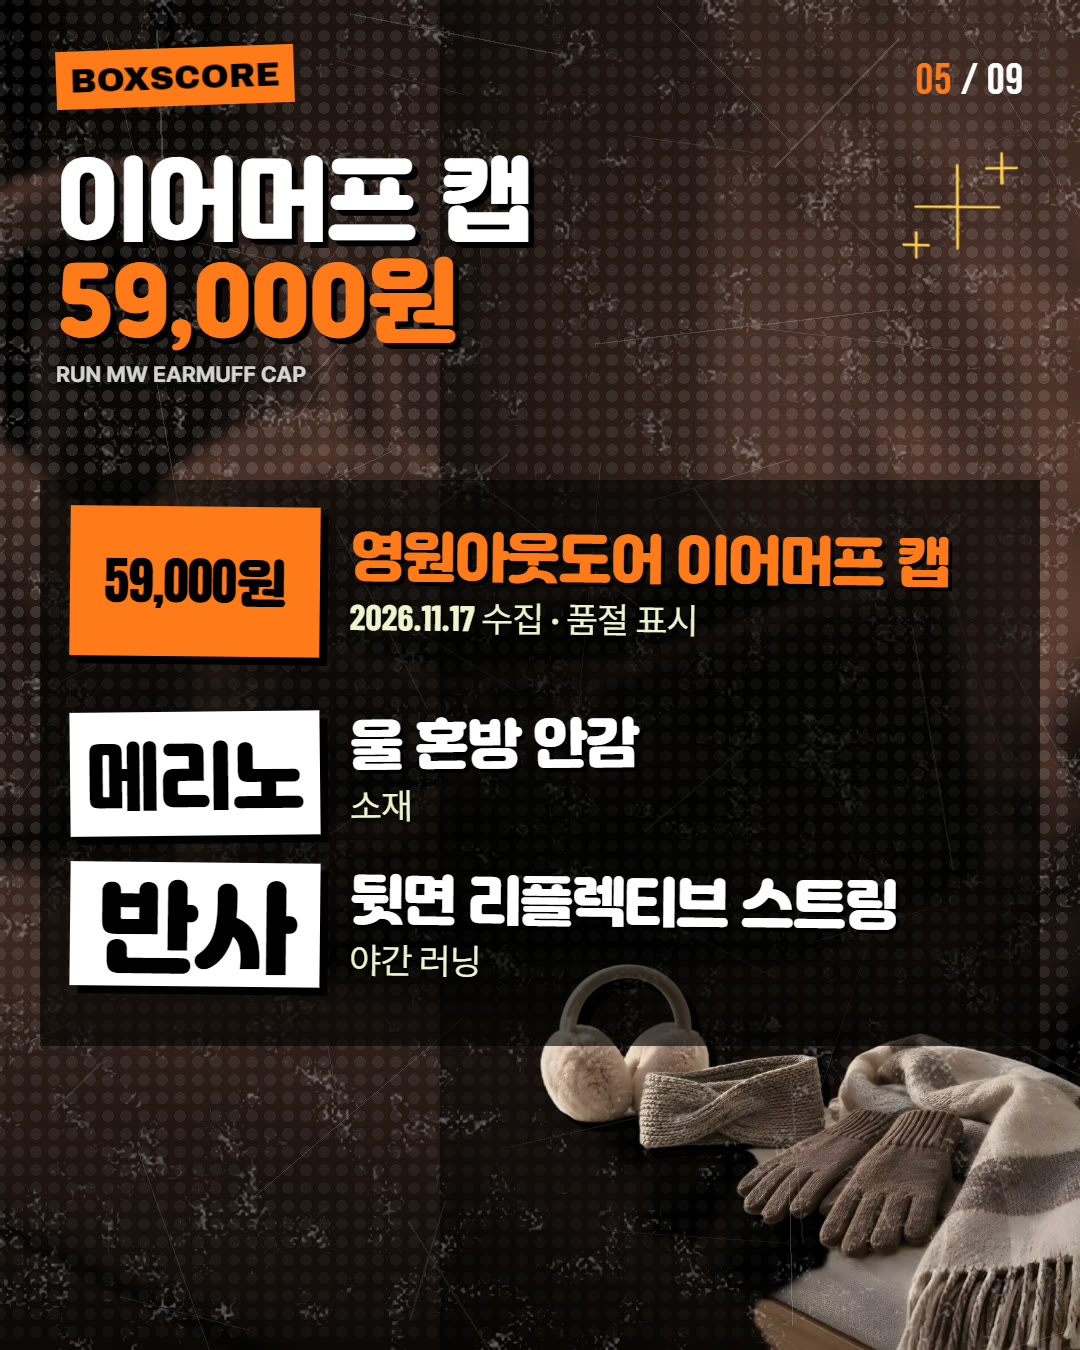 BOXSCORE
05 / 09
이어머프 캡
59,000원
RUN MW EARMUFF CAP
59,000원
영원아웃도어 이어머프 캡
2026.11.17 수집 · 품절 표시
메리노
울 혼방 안감
소재
반사
뒷면 리플렉티브 스트링
야간 러닝